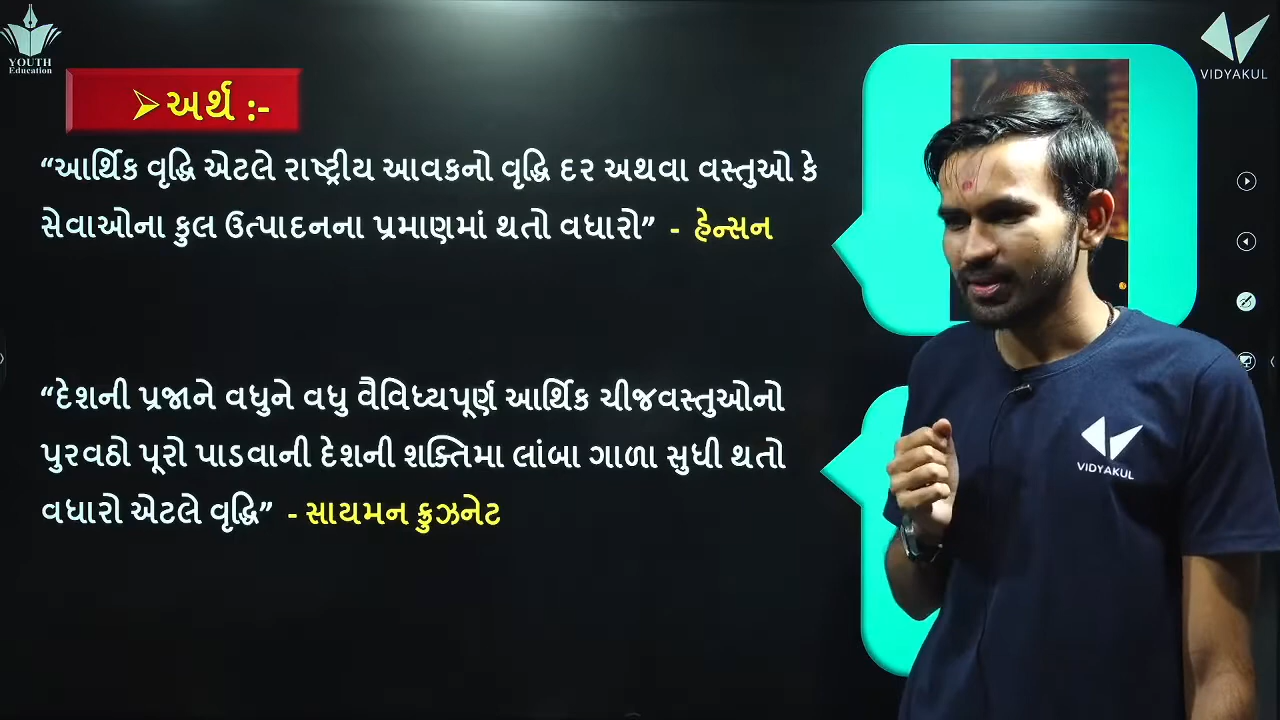 YOUTH
Education
VIDYAKUL
➢અર્થ :-
“આર્થિક વૃદ્ધિ એટલે રાષ્ટ્રીય આવકનો વૃદ્ધિ દર અથવા વસ્તુઓ કે
સેવાઓના કુલ ઉત્પાદનના પ્રમાણમાં થતો વધારો” - હેન્સન
“દેશની પ્રજાને વધુને વધુ વૈવિધ્યપૂર્ણ આર્થિક ચીજવસ્તુઓનો
પુરવઠો પૂરો પાડવાની દેશની શક્તિમા લાંબા ગાળા સુધી થતો
વધારો એટલે વૃદ્ધિ” - સાયમન કુઝનેટ
VIDYAKUL